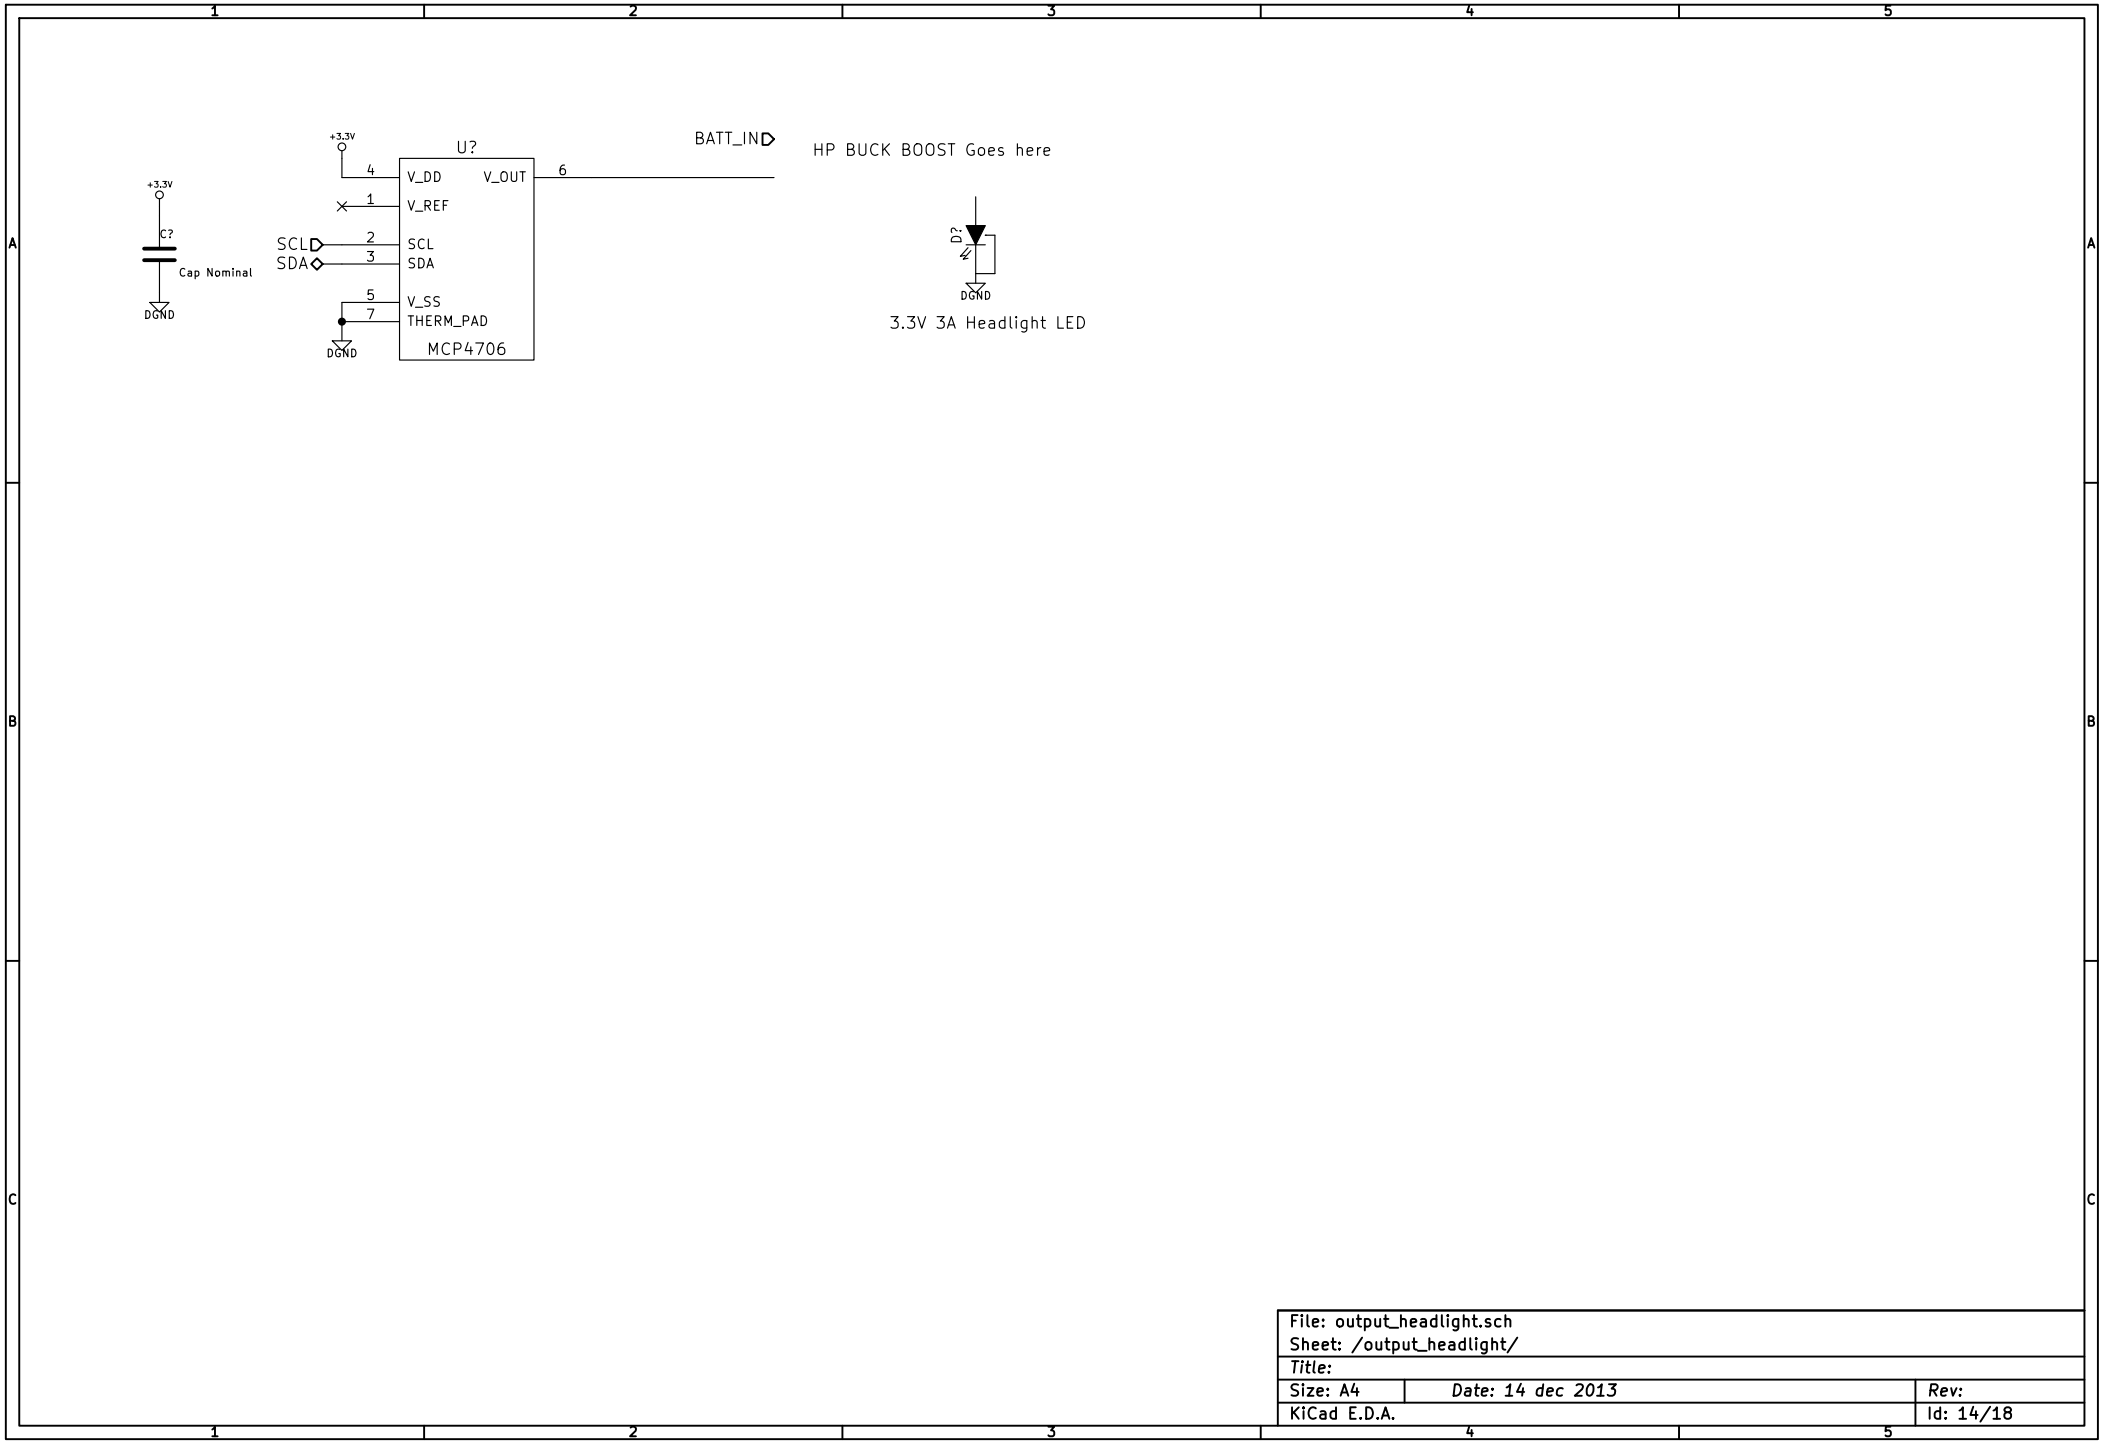 1 2 3 4 5
A A
B B
C C
+3.3V
C?
Cap Nominal
DGND
+3.3V
U?
4 V_DD V_OUT 6
1 V_REF
SCL 2 SCL
SDA 3 SDA
5 V_SS
7 THERM_PAD
DGND
MCP4706
BATT_IN
HP BUCK BOOST Goes here
D?
DGND
3.3V 3A Headlight LED
File: output_headlight.sch
Sheet: /output_headlight/
Title:
Size: A4 Date: 14 dec 2013 Rev:
KiCad E.D.A. Id: 14/18
1 2 3 4 5